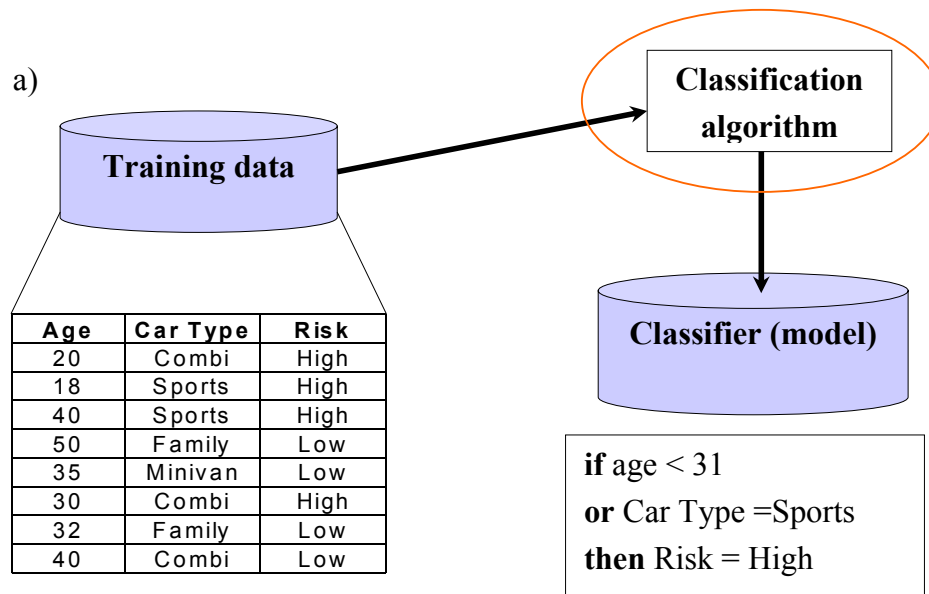 a)
Classification
algorithm
Training data
Classifier (model)
Age Car Type Risk
20 Combi High
18 Sports High
40 Sports High
50 Family Low
35 Minivan Low
30 Combi High
32 Family Low
40 Combi Low
if age < 31
or Car Type =Sports
then Risk = High